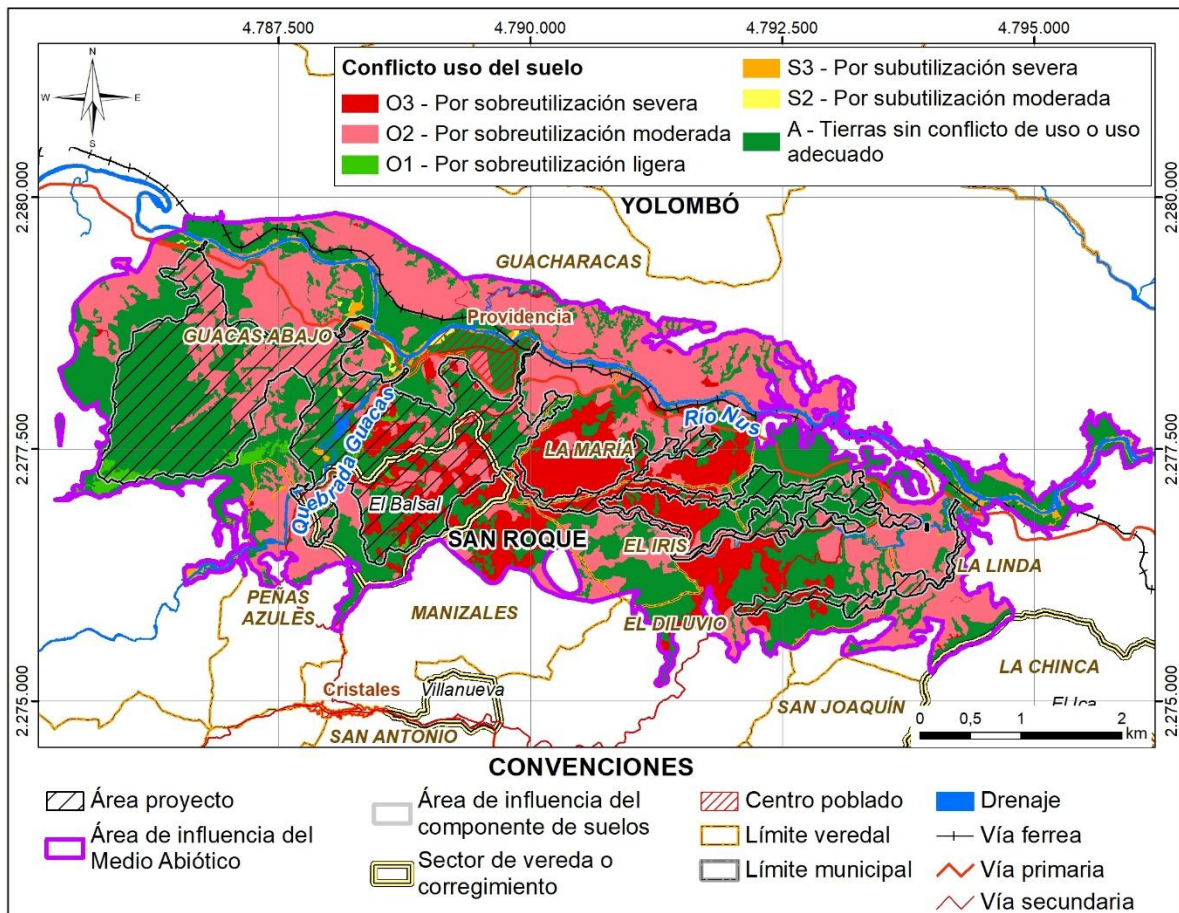 4.787.500
4.790.000
4.792.500
4.795.000
N
W
E
S
Conflicto uso del suelo
O3 - Por sobreutilización severa
O2 - Por sobreutilización moderada
O1 - Por sobreutilización ligera
S3 - Por subutilización severa
S2 - Por subutilización moderada
A - Tierras sin conflicto de uso o uso
adecuado
2.280.000
2.280.000
YOLOMBÓ
GUACHARACAS
Providencia
GUACAS ABAJO
Río Nus
2.277.500
2.277.500
LA MARÍA
Quebrada Guacas
El Balsal
SAN ROQUE
EL IRIS
LA LINDA
PEÑAS
AZULES
MANIZALES
EL DILUVIO
LA CHINCA
Cristales
Villanueva
SAN JOAQUÍN
2.275.000
2.275.000
SAN ANTONIO
0 0,5 1 2
km
CONVENCIONES
Área proyecto
Área de influencia del
Medio Abiótico
Área de influencia del
componente de suelos
Sector de vereda o
corregimiento
Centro poblado
Límite veredal
Límite municipal
Drenaje
Vía ferrea
Vía primaria
Vía secundaria